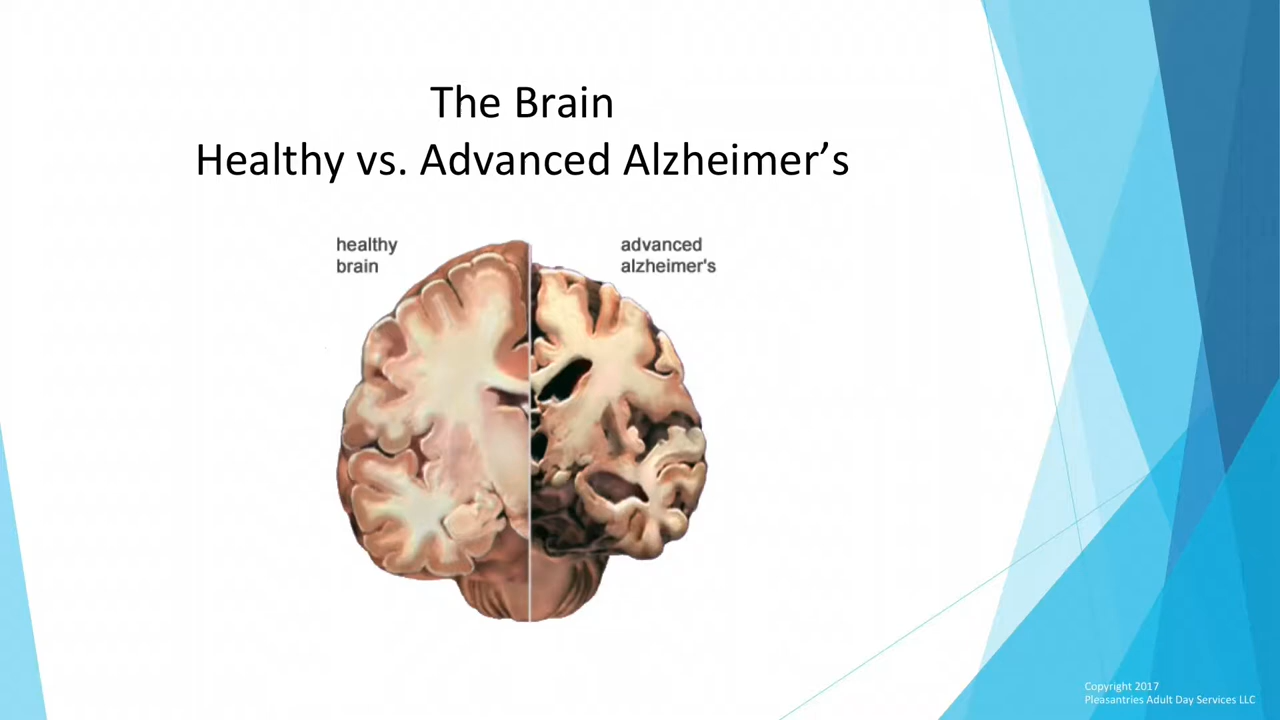 The Brain
Healthy vs. Advanced Alzheimer’s
healthy
brain
advanced
alzheimer's
Copyright 2017
Pleasantries Adult Day Services LLC